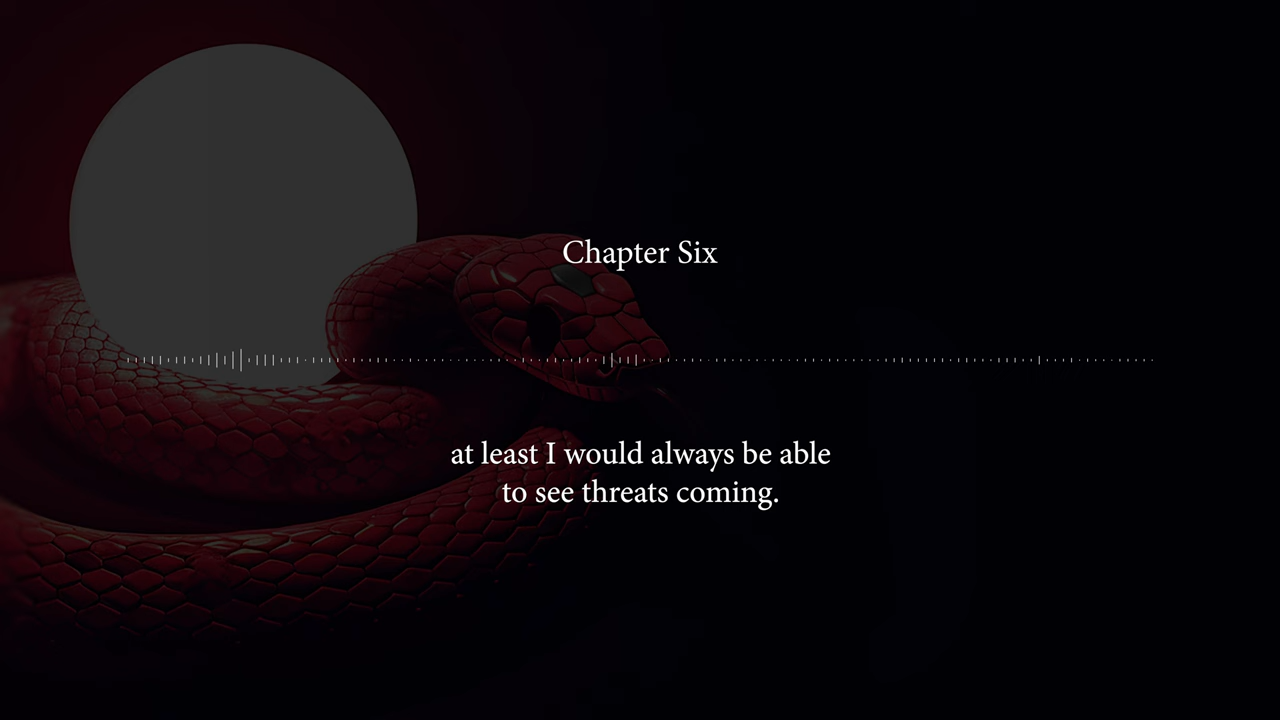 Chapter Six
at least I would always be able
to see threats coming.